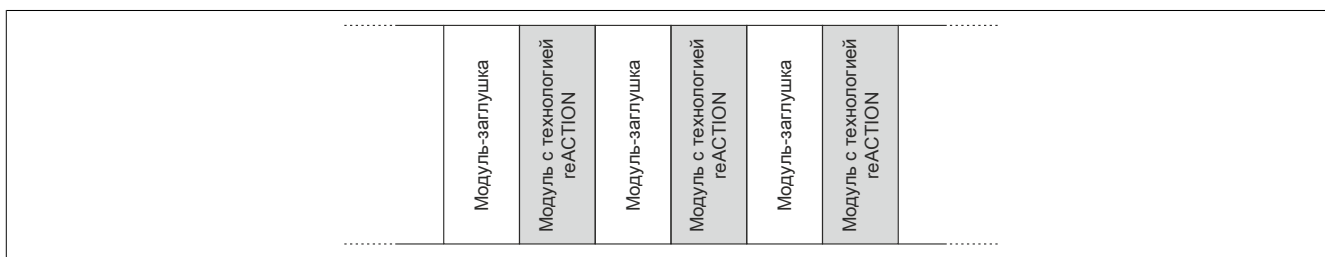 Модуль-заглушка
Модуль с технологией
reACTION
Модуль-заглушка
Модуль с технологией
reACTION
Модуль-заглушка
Модуль с технологией
reACTION